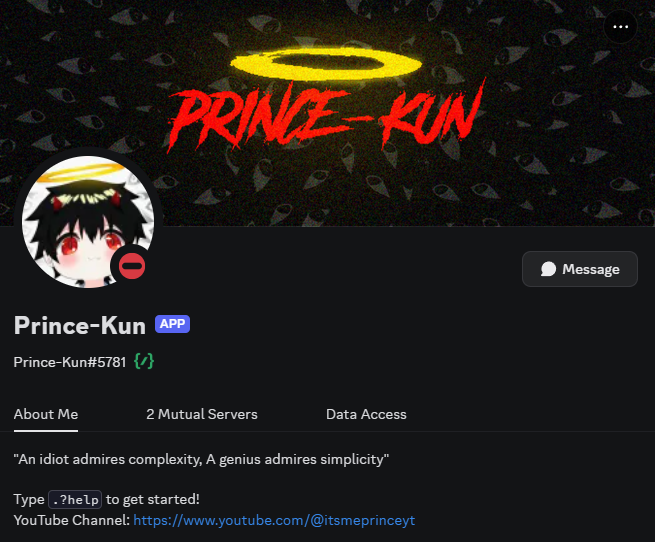 PRINCE-KUN
Message
Prince-Kun APP
Prince-Kun#5781 {/}
About Me 2 Mutual Servers Data Access
"An idiot admires complexity, A genius admires simplicity"
Type .?help to get started!
YouTube Channel: https://www.youtube.com/@itsmeprinceyt